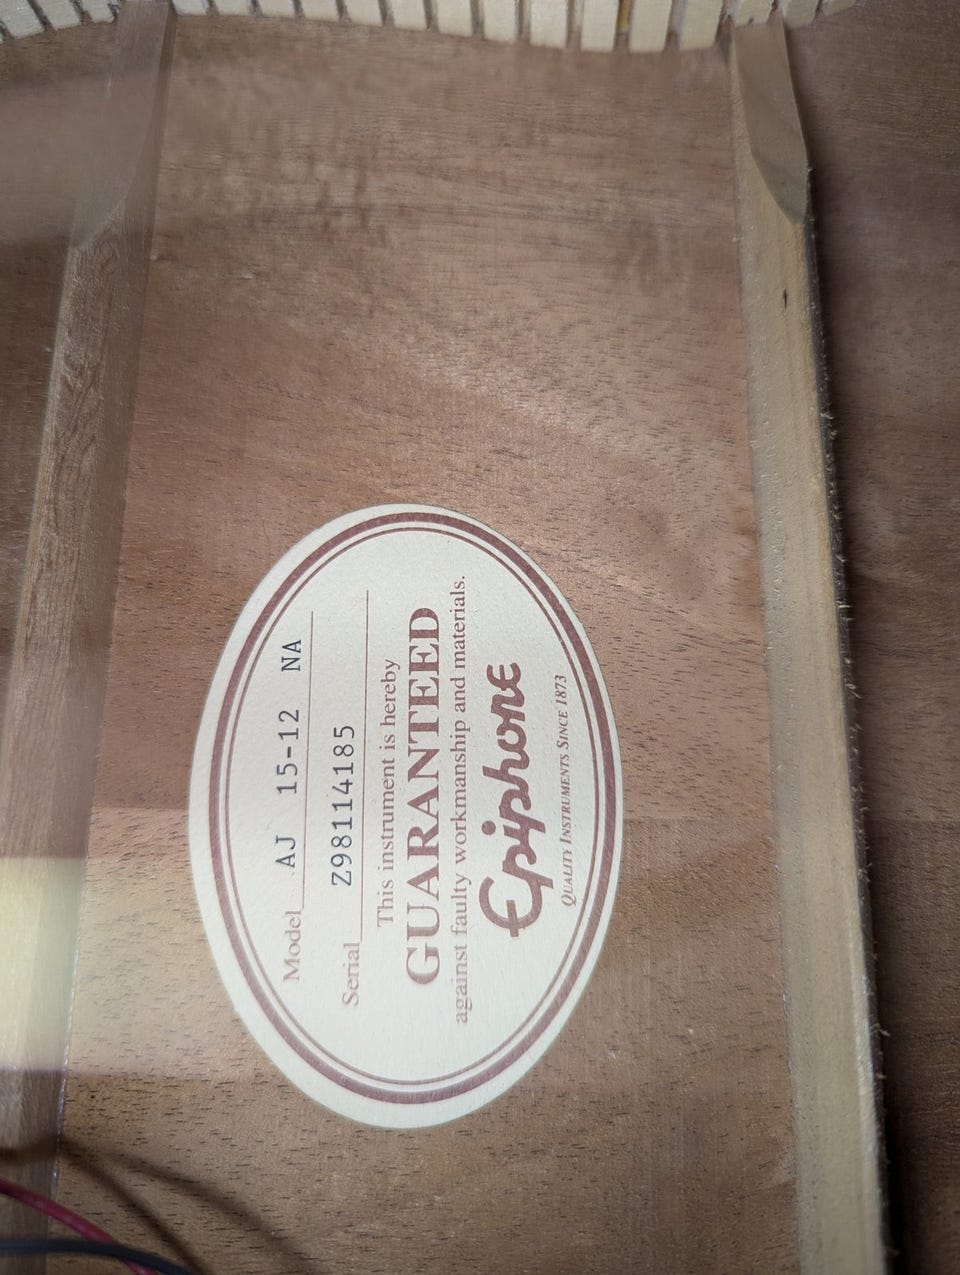 Model AJ 15-12 NA
Serial Z98114185
This instrument is hereby
GUARANTEED
against faulty workmanship and materials.
Epiphone
QUALITY INSTRUMENTS SINCE 1873